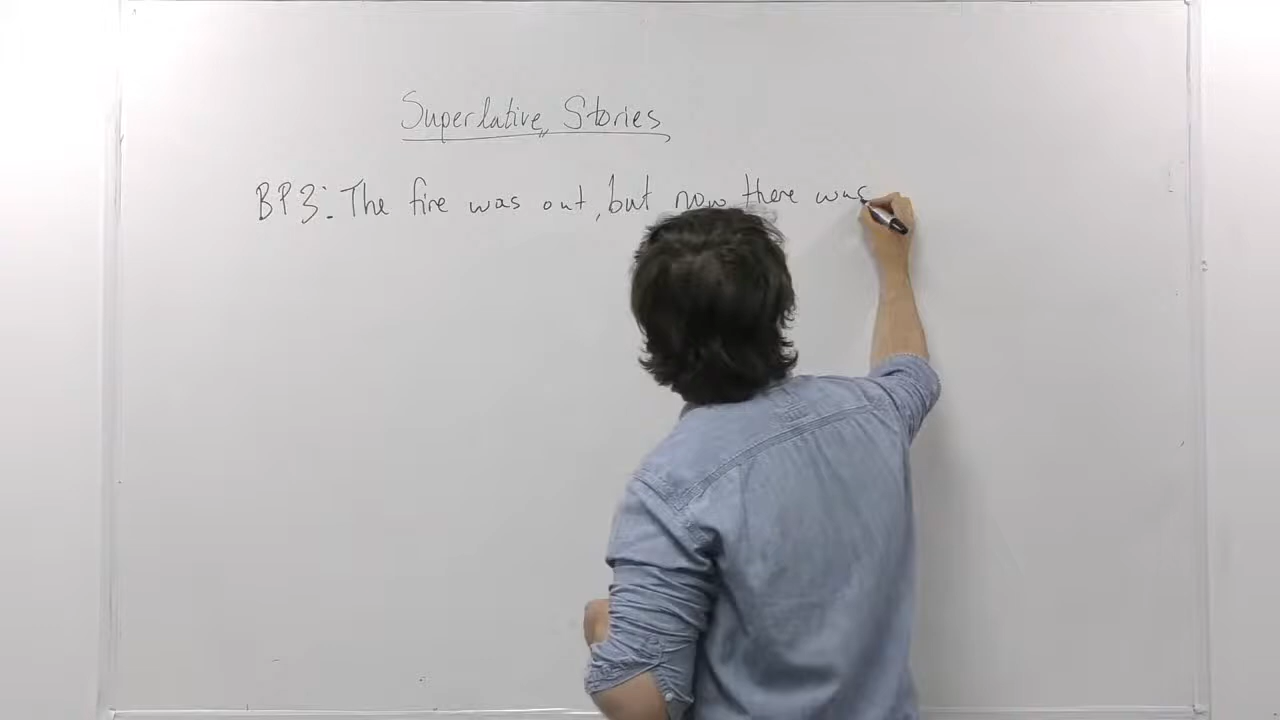 Superlative Stories
BP3: The fire was out, but now there was